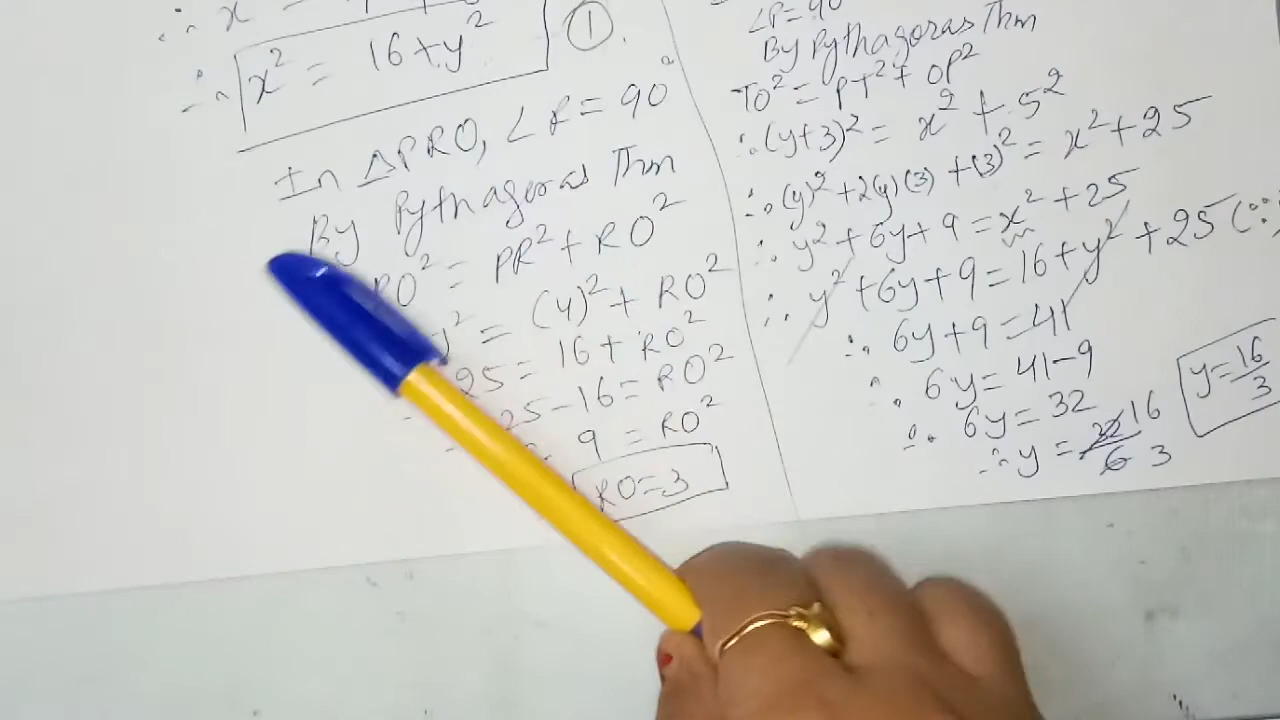 ∴ x
∴ x² = 16+y² ①.
In △PRO, ∠R = 90°
By Pythagoras Thm
PO² = PR² + RO²
² = (4)² + RO²
25 = 16 + RO²
25-16 = RO²
9 = RO²
RO=3
∠P=90
By Pythagoras Thm
TO² = PT² + OP²
∴ (y+3)² = x² + 5²
∴ (y)² + 2(y)(3) + (3)² = x² + 25
∴ y² + 6y + 9 = x² + 25
∴ y² + 6y + 9 = 16 + y² + 25 (∵
∴ 6y + 9 = 41
∴ 6y = 41-9
∴ 6y = 32
∴ y = 32/6 16/3
y = 16/3